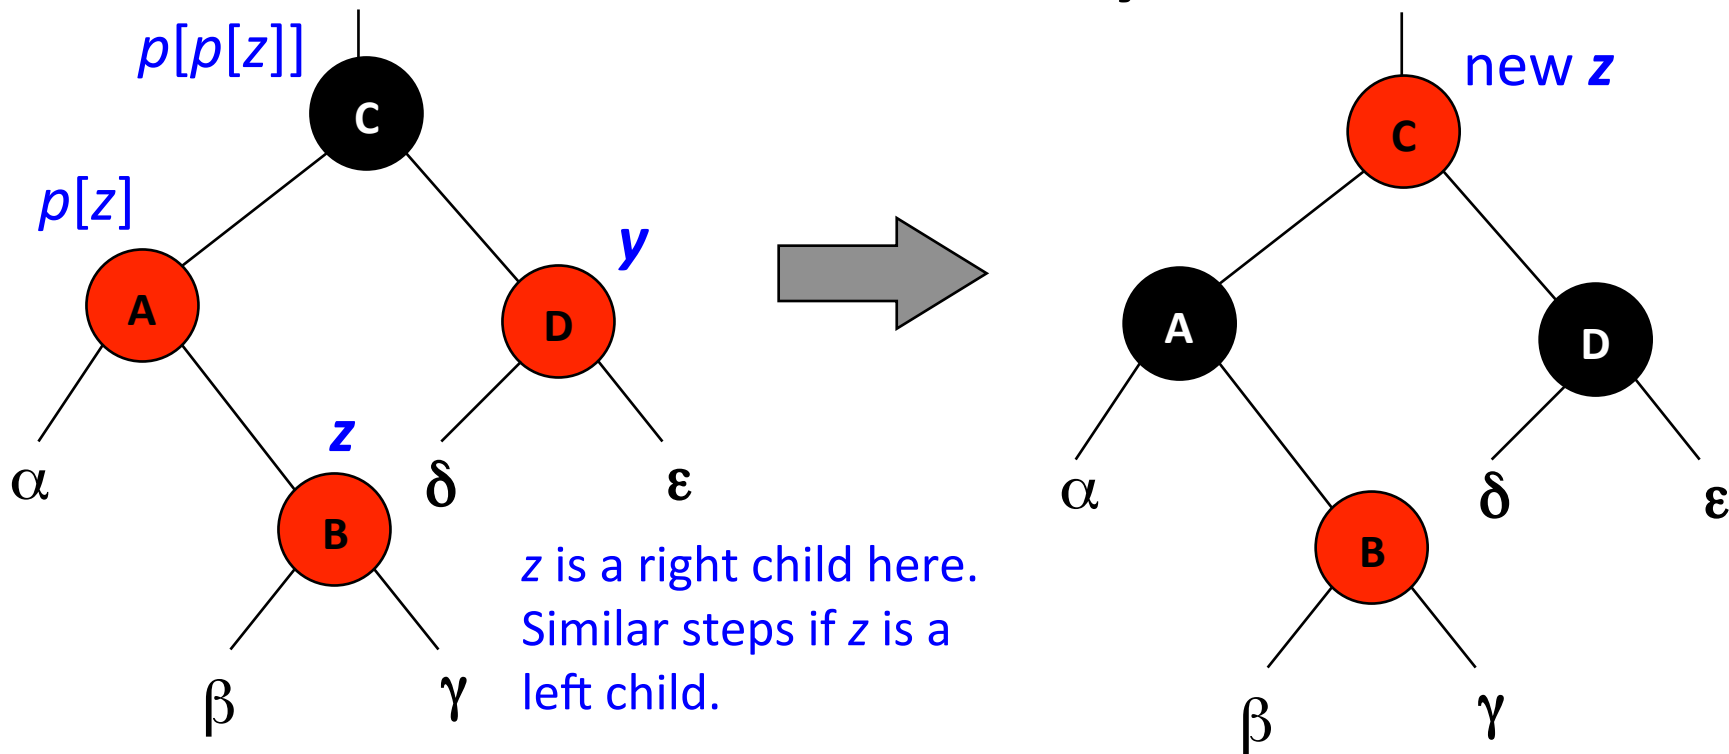 p[p[z]]
C
p[z]
A
y
D
z
α
B
δ
ε
β
γ
z is a right child here.
Similar steps if z is a
left child.
new z
C
A
D
α
B
δ
ε
β
γ